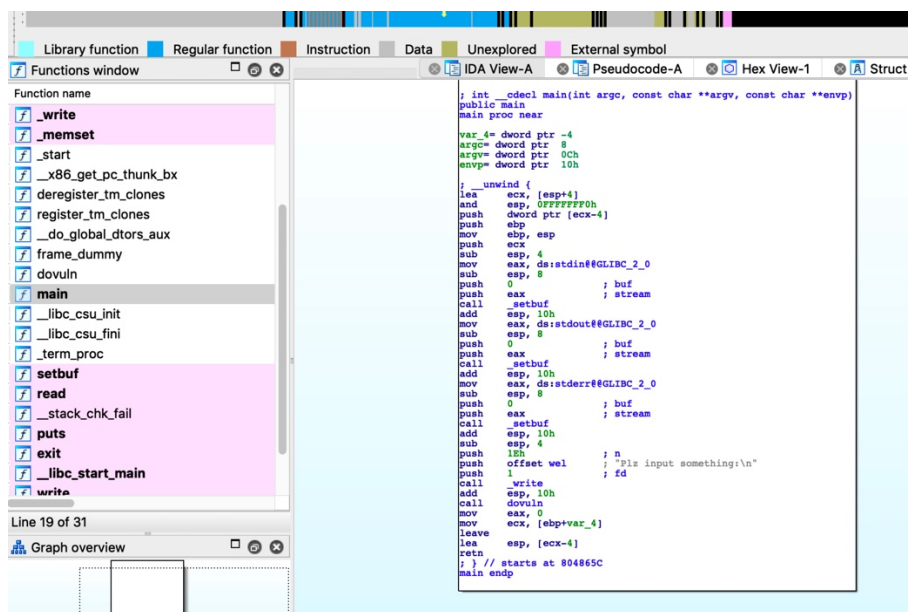 Library function Regular function Instruction Data Unexplored External symbol
Functions window
IDA View-A Pseudocode-A Hex View-1 Struct
Function name
_write
_memset
_start
__x86_get_pc_thunk_bx
deregister_tm_clones
register_tm_clones
__do_global_dtors_aux
frame_dummy
dovuln
main
__libc_csu_init
__libc_csu_fini
_term_proc
setbuf
read
__stack_chk_fail
puts
exit
__libc_start_main
write
Line 19 of 31
Graph overview
; int __cdecl main(int argc, const char **argv, const char **envp)
public main
main proc near
var_4= dword ptr -4
argc= dword ptr 8
argv= dword ptr 0Ch
envp= dword ptr 10h
; __unwind {
lea ecx, [esp+4]
and esp, 0FFFFFFF0h
push dword ptr [ecx-4]
push ebp
mov ebp, esp
push ecx
sub esp, 4
mov eax, ds:stdin@@GLIBC_2_0
sub esp, 8
push 0 ; buf
push eax ; stream
call _setbuf
add esp, 10h
mov eax, ds:stdout@@GLIBC_2_0
sub esp, 8
push 0 ; buf
push eax ; stream
call _setbuf
add esp, 10h
mov eax, ds:stderr@@GLIBC_2_0
sub esp, 8
push 0 ; buf
push eax ; stream
call _setbuf
add esp, 10h
sub esp, 4
push 1Eh ; n
push offset wel ; "Plz input something:\n"
push 1 ; fd
call _write
add esp, 10h
call dovuln
mov eax, 0
mov ecx, [ebp+var_4]
leave
lea esp, [ecx-4]
retn
; } // starts at 804865C
main endp